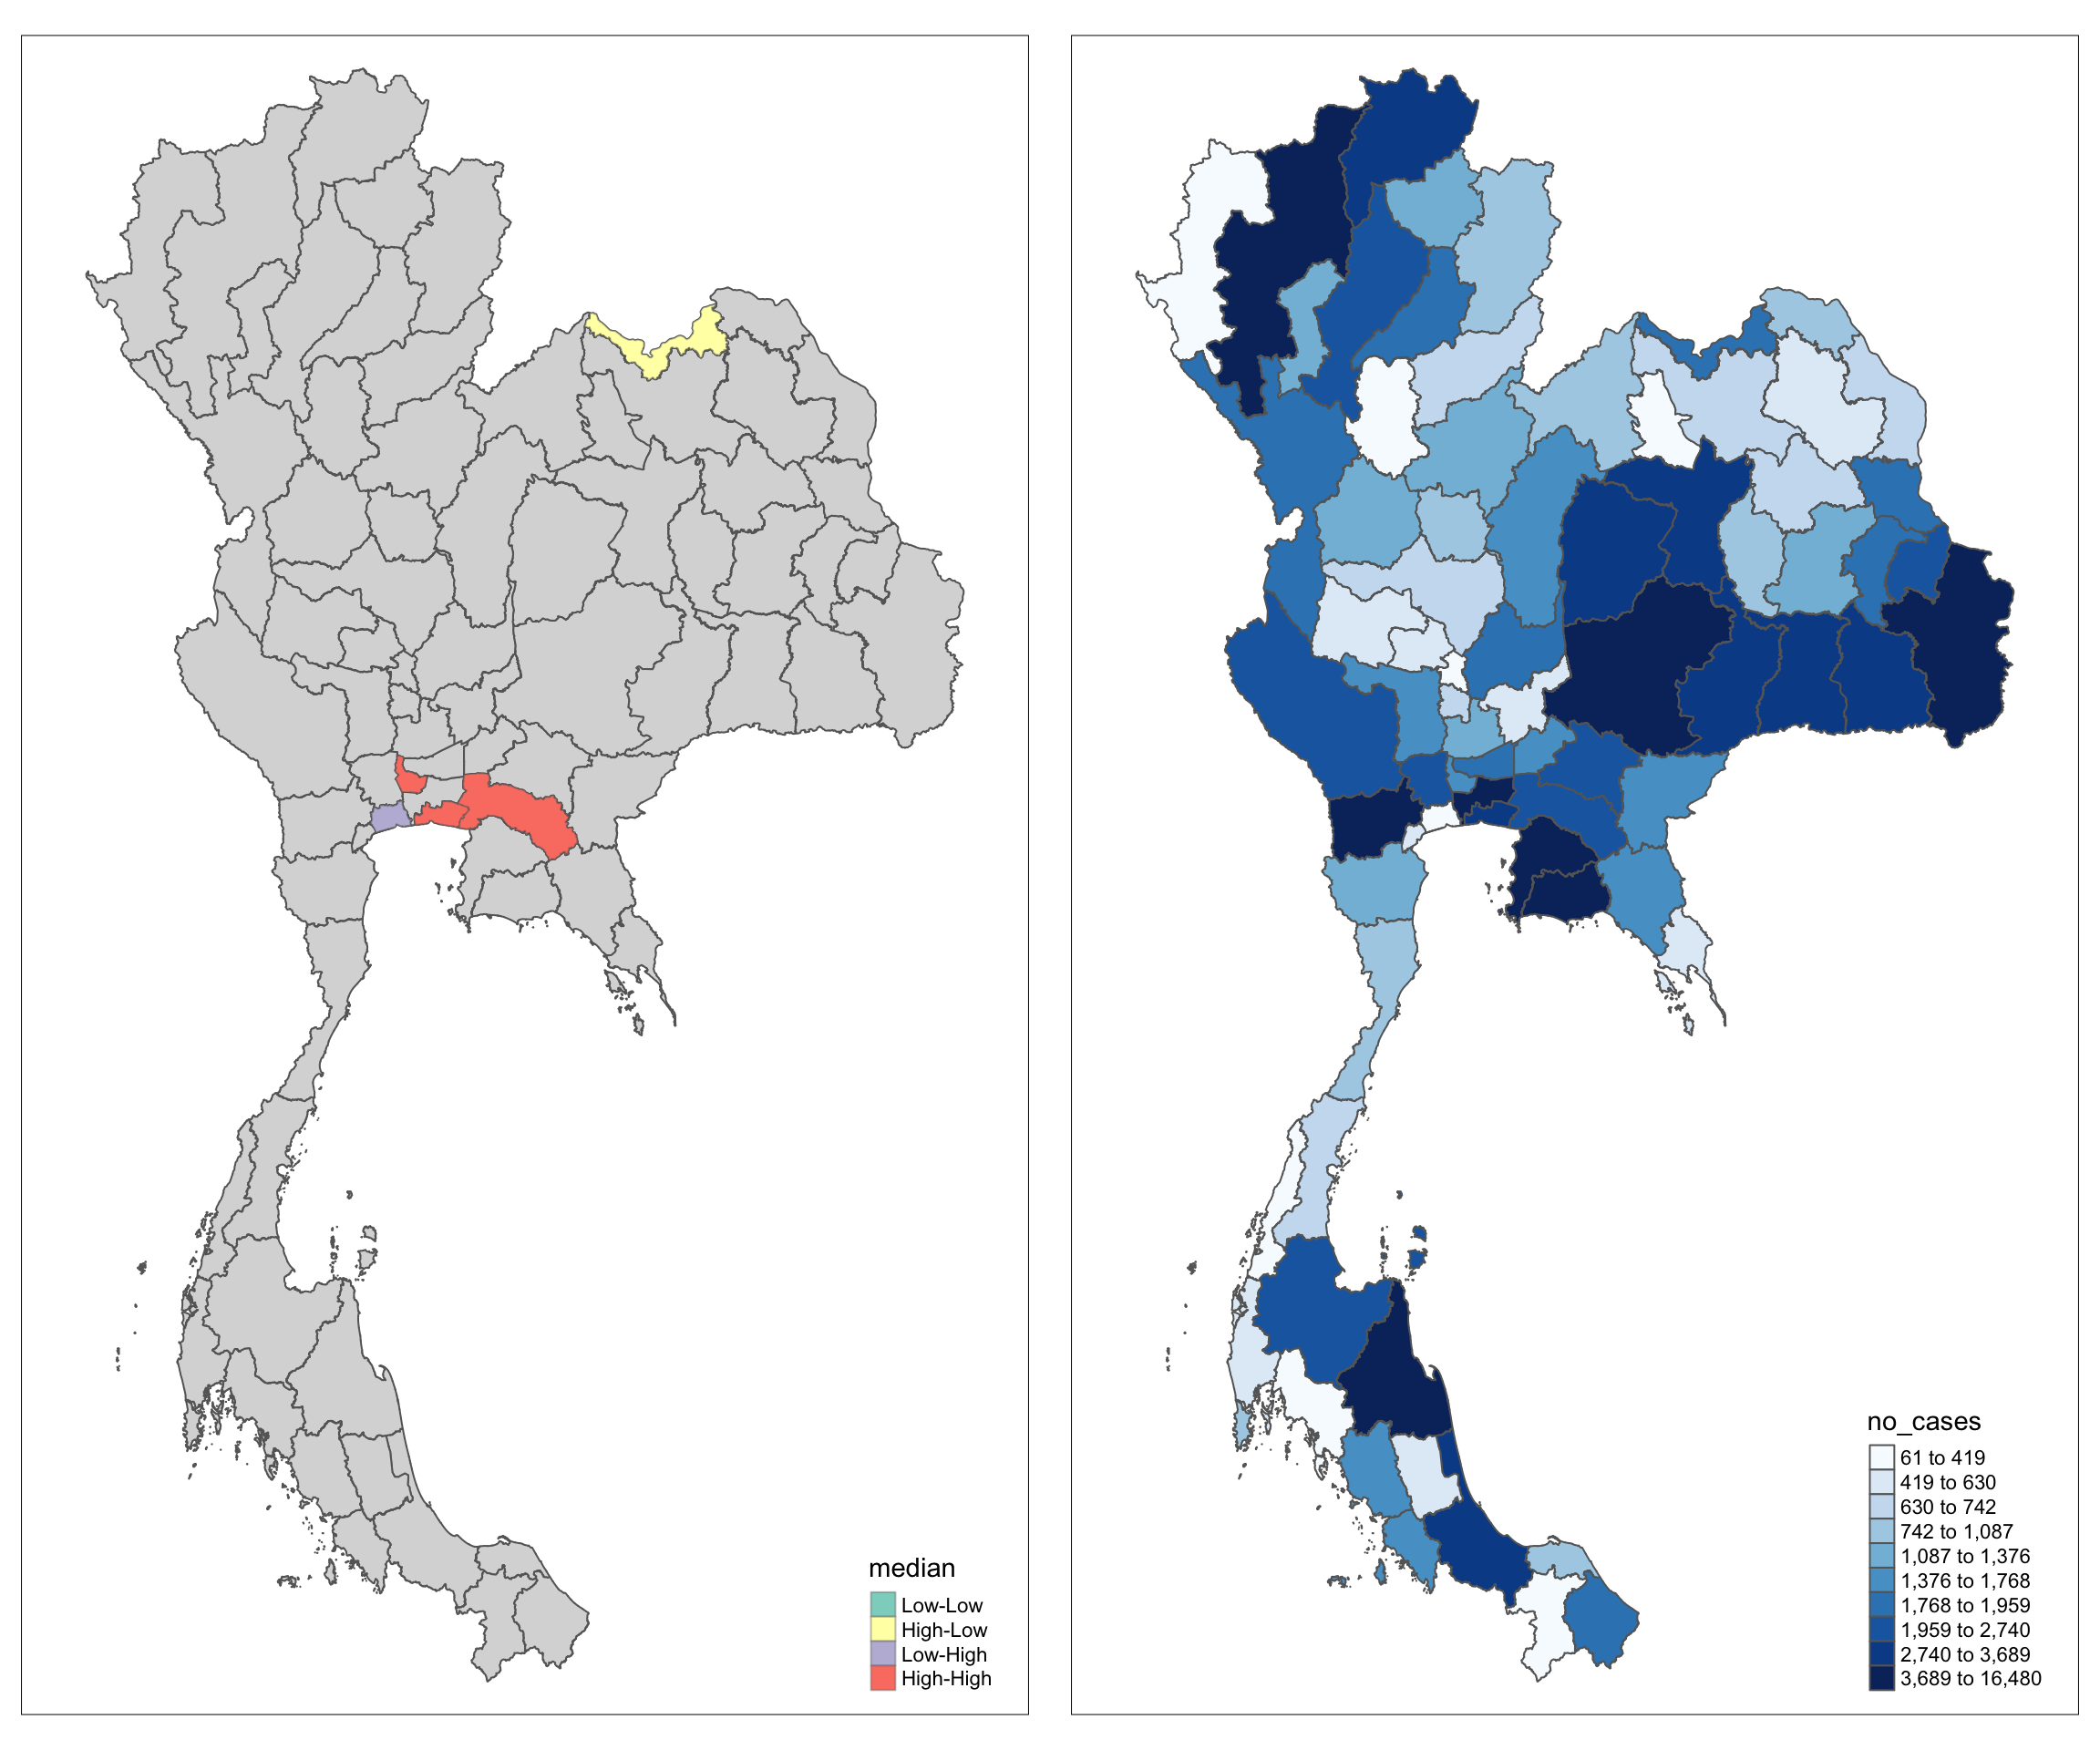 median
Low-Low
High-Low
Low-High
High-High
no_cases
61 to 419
419 to 630
630 to 742
742 to 1,087
1,087 to 1,376
1,376 to 1,768
1,768 to 1,959
1,959 to 2,740
2,740 to 3,689
3,689 to 16,480